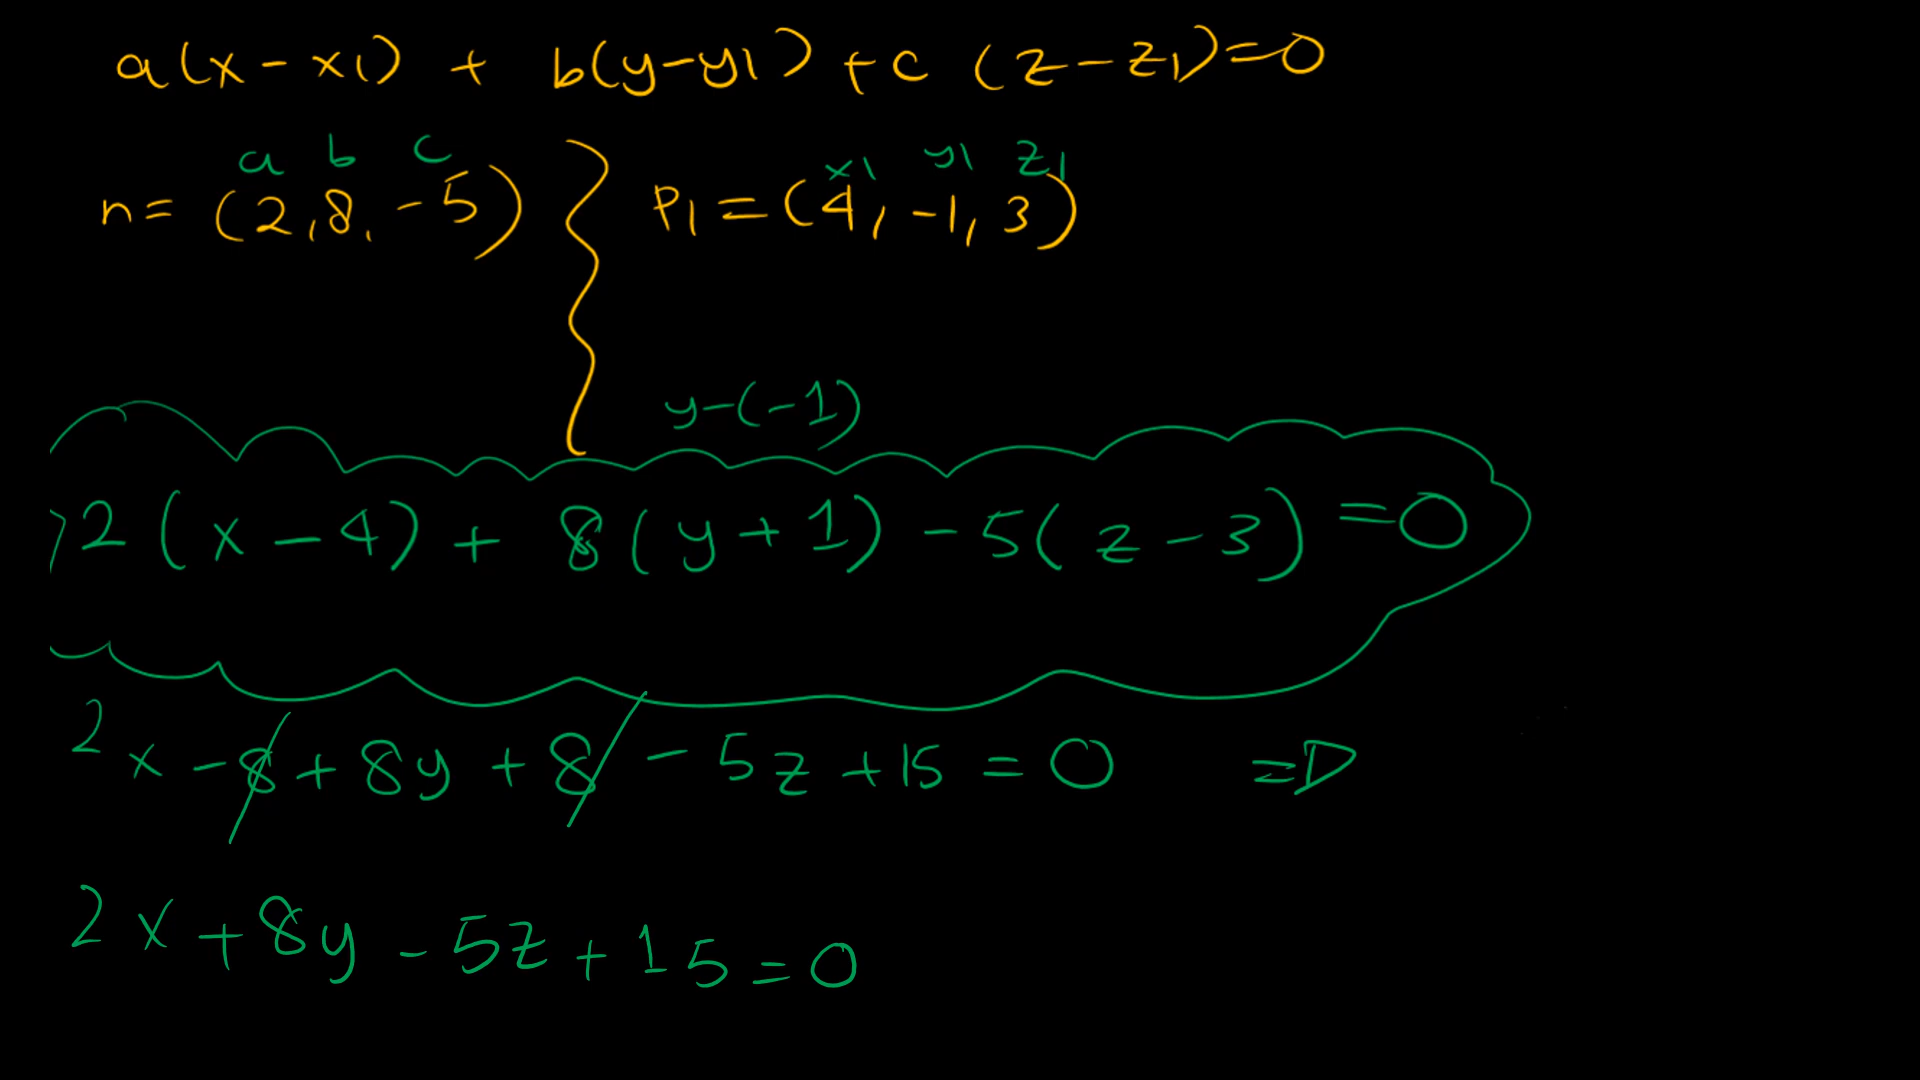 a(x - x1) + b(y - y1) + c (z - z1) = 0
a b c
x1 y1 z1
n = (2, 8, -5) P1 = (4, -1, 3)
y - (-1)
2 (x - 4) + 8 (y + 1) - 5 (z - 3) = 0
2x - 8 + 8y + 8 - 5z + 15 = 0 =D
2x + 8y - 5z + 15 = 0